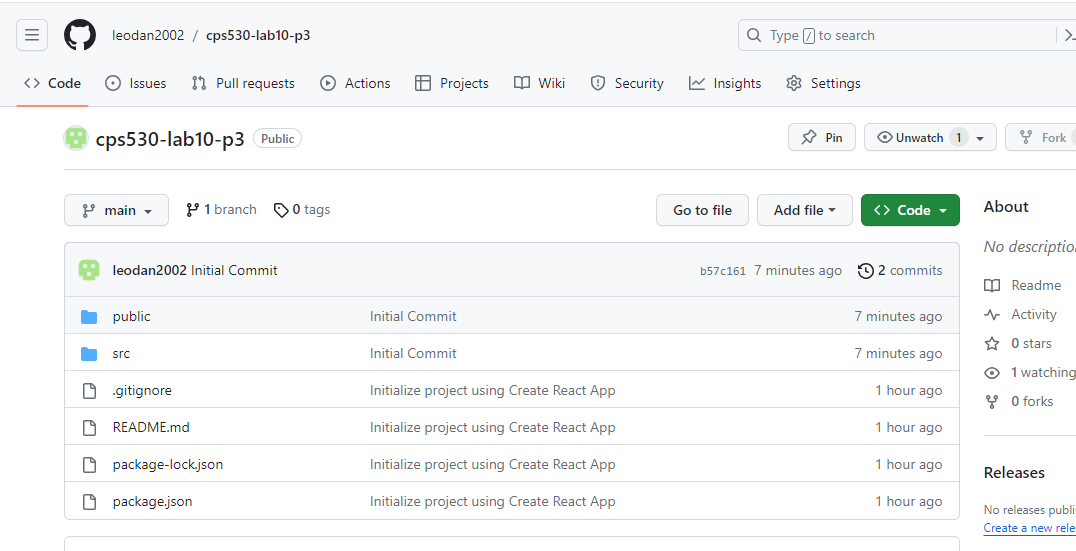 leodan2002 / cps530-lab10-p3
Type / to search
Code Issues Pull requests Actions Projects Wiki Security Insights Settings
cps530-lab10-p3 Public
Pin Unwatch 1 Fork
main 1 branch 0 tags Go to file Add file Code
leodan2002 Initial Commit b57c161 7 minutes ago 2 commits
public Initial Commit 7 minutes ago
src Initial Commit 7 minutes ago
.gitignore Initialize project using Create React App 1 hour ago
README.md Initialize project using Create React App 1 hour ago
package-lock.json Initialize project using Create React App 1 hour ago
package.json Initialize project using Create React App 1 hour ago
About
No
Readme
Activity
0 stars
1 watching
0 forks
Releases
No releases
Create a new